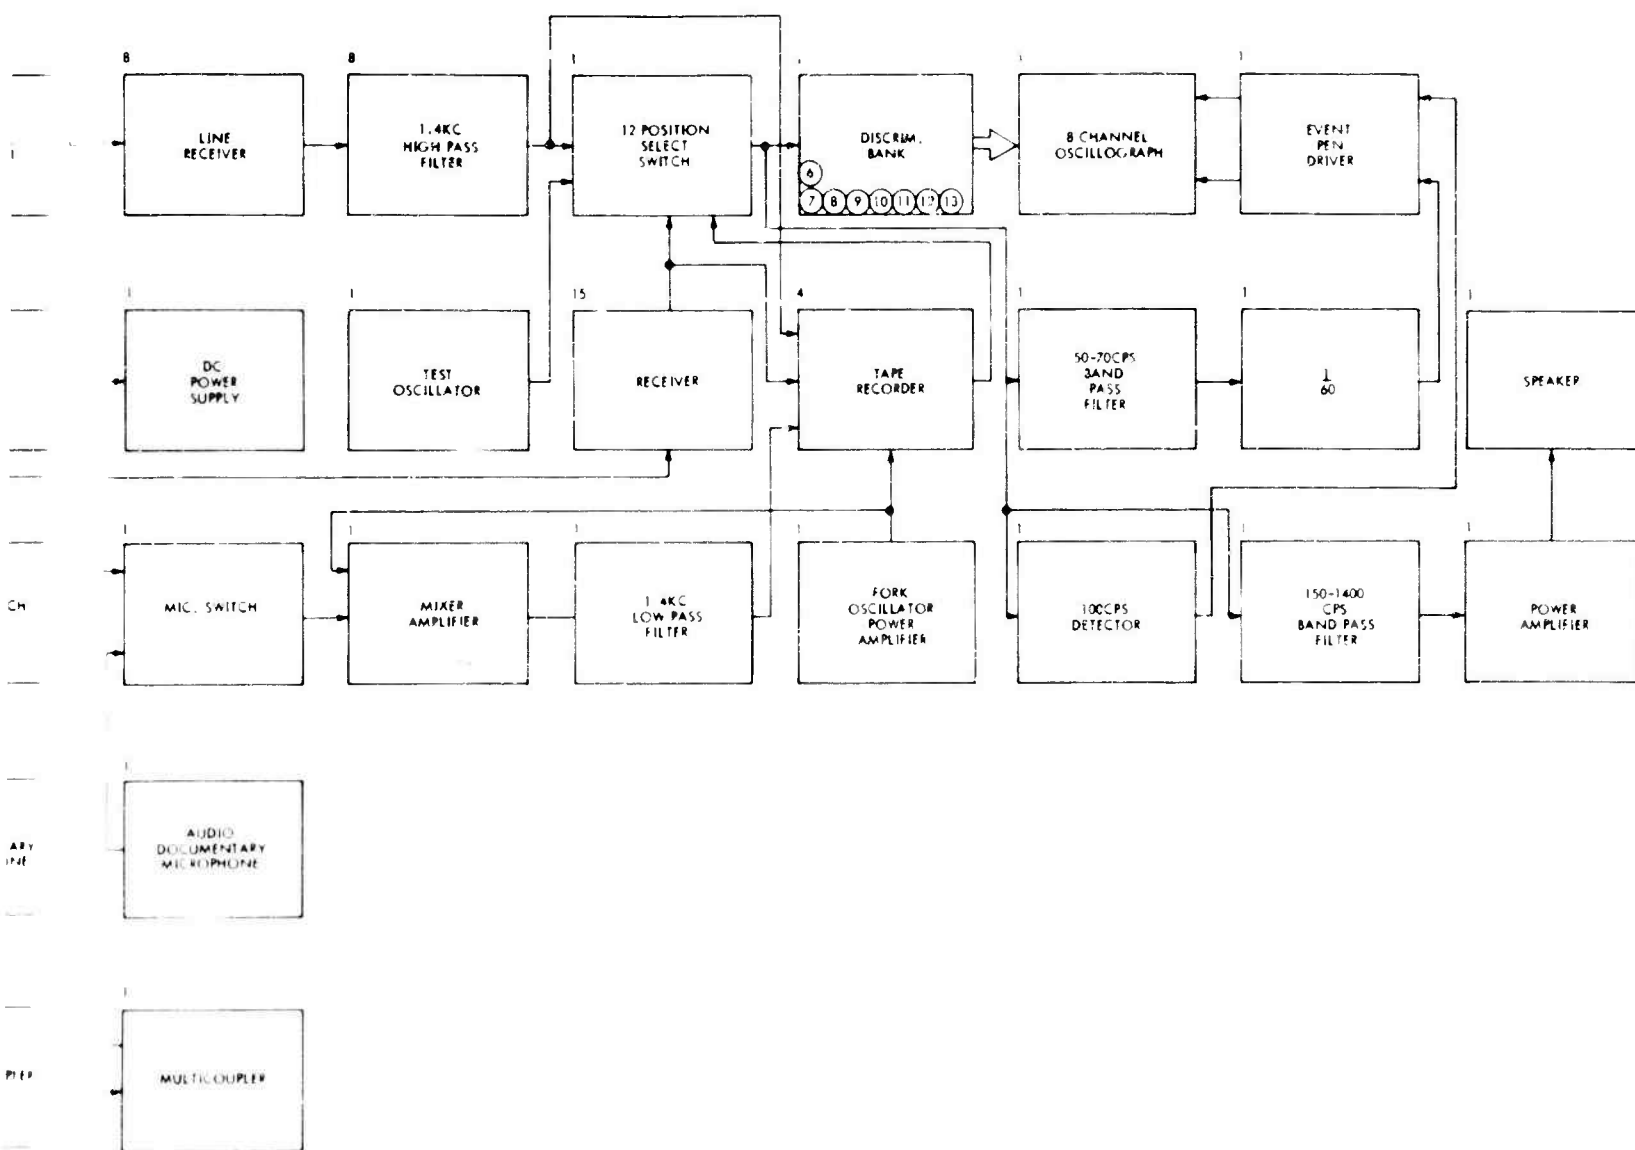 8
8
1
1
1
LINE
RECEIVER
1.4KC
HIGH PASS
FILTER
12 POSITION
SELECT
SWITCH
DISCRIM.
BANK
6
7 8 9 10 11 12 13
8 CHANNEL
OSCILLOGRAPH
EVENT
PEN
DRIVER
1
1
15
4
1
1
1
DC
POWER
SUPPLY
TEST
OSCILLATOR
RECEIVER
TAPE
RECORDER
50-70CPS
BAND
PASS
FILTER
1
60
SPEAKER
1
1
1
1
1
1
1
CH
MIC. SWITCH
MIXER
AMPLIFIER
1.4KC
LOW PASS
FILTER
FORK
OSCILLATOR
POWER
AMPLIFIER
100CPS
DETECTOR
150-1400
CPS
BAND PASS
FILTER
POWER
AMPLIFIER
1
ARY
INE
AUDIO
DOCUMENTARY
MICROPHONE
1
PLER
MULTICOUPLER